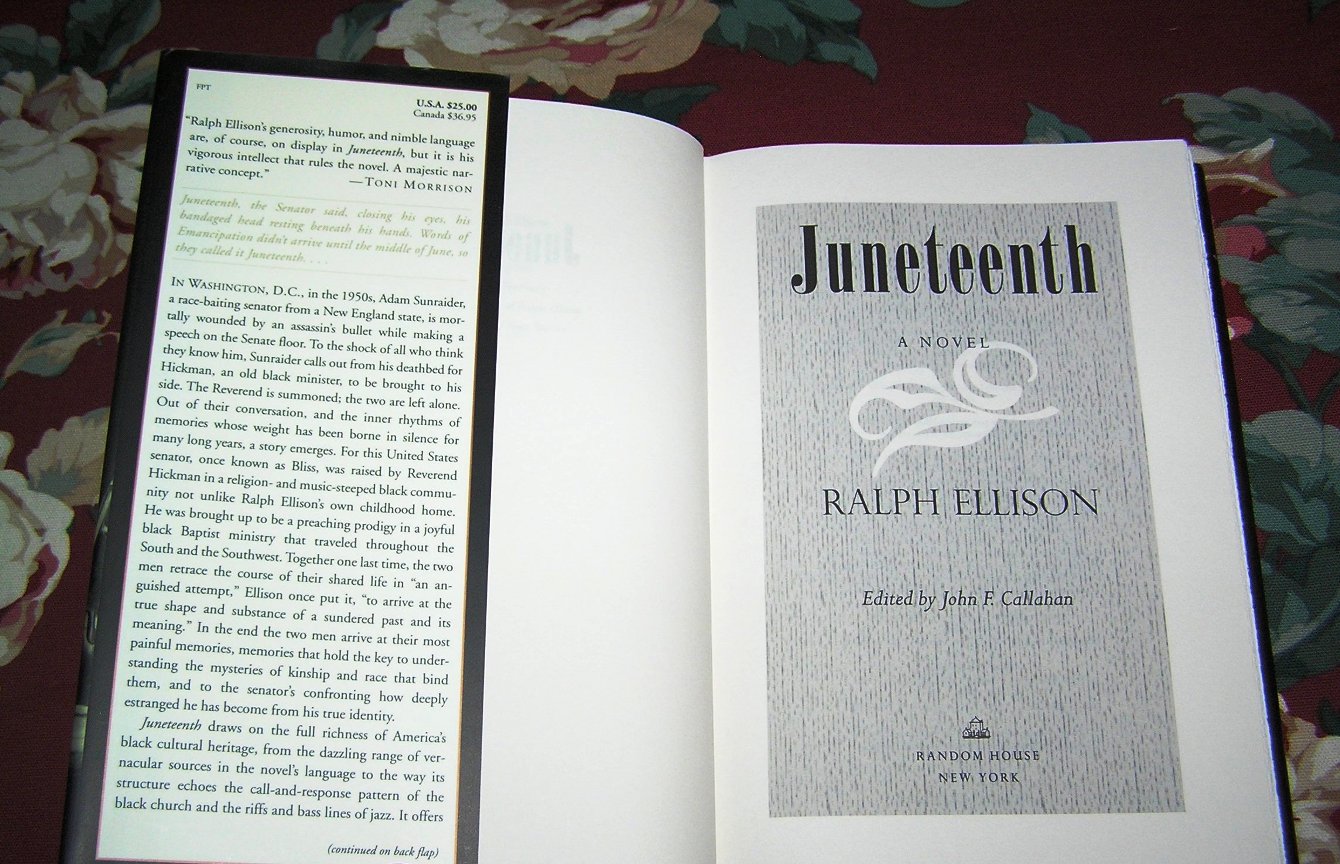 FPT
U.S.A. $25.00
Canada $36.95
“Ralph Ellison's generosity, humor, and nimble language
are, of course, on display in Juneteenth, but it is his
vigorous intellect that rules the novel. A majestic nar-
rative concept.”
—TONI MORRISON
Juneteenth, the Senator said, closing his eyes, his
bandaged head resting beneath his hands. Words of
Emancipation didn't arrive until the middle of June, so
they called it Juneteenth. . . .
IN WASHINGTON, D.C., in the 1950s, Adam Sunraider,
a race-baiting senator from a New England state, is mor-
tally wounded by an assassin's bullet while making a
speech on the Senate floor. To the shock of all who think
they know him, Sunraider calls out from his deathbed for
Hickman, an old black minister, to be brought to his
side. The Reverend is summoned; the two are left alone.
Out of their conversation, and the inner rhythms of
memories whose weight has been borne in silence for
many long years, a story emerges. For this United States
senator, once known as Bliss, was raised by Reverend
Hickman in a religion- and music-steeped black commu-
nity not unlike Ralph Ellison's own childhood home.
He was brought up to be a preaching prodigy in a joyful
black Baptist ministry that traveled throughout the
South and the Southwest. Together one last time, the two
men retrace the course of their shared life in “an an-
guished attempt,” Ellison once put it, “to arrive at the
true shape and substance of a sundered past and its
meaning.” In the end the two men arrive at their most
painful memories, memories that hold the key to under-
standing the mysteries of kinship and race that bind
them, and to the senator's confronting how deeply
estranged he has become from his true identity.
Juneteenth draws on the full richness of America's
black cultural heritage, from the dazzling range of ver-
nacular sources in the novel's language to the way its
structure echoes the call-and-response pattern of the
black church and the riffs and bass lines of jazz. It offers
(continued on back flap)
Juneteenth
A NOVEL
RALPH ELLISON
Edited by John F. Callahan
RANDOM HOUSE
NEW YORK